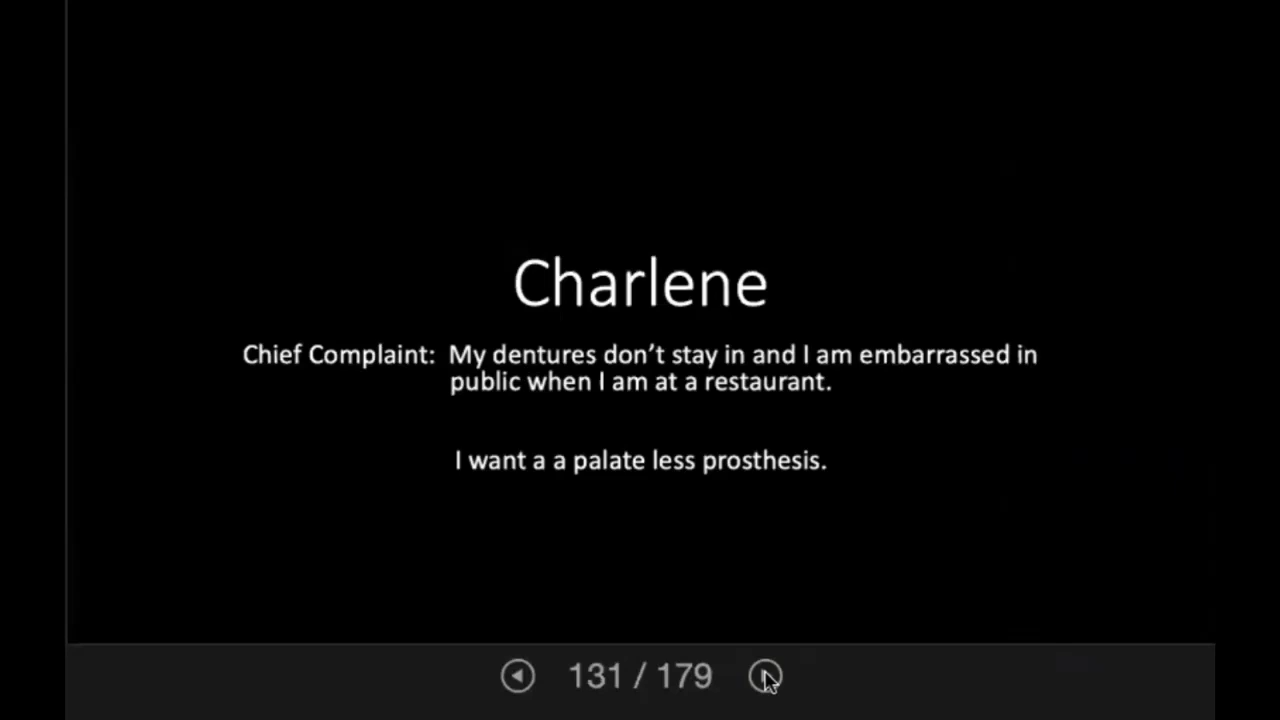 Charlene
Chief Complaint: My dentures don't stay in and I am embarrassed in
public when I am at a restaurant.
I want a a palate less prosthesis.
131 / 179